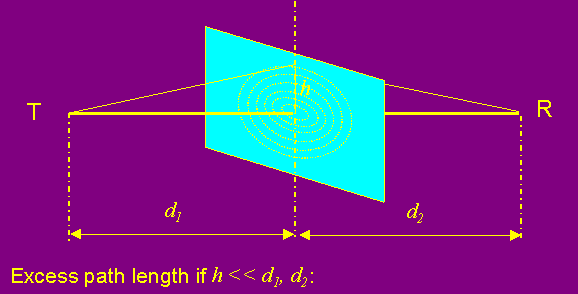 h
T
R
d₁
d₂
Excess path length if h << d₁, d₂: